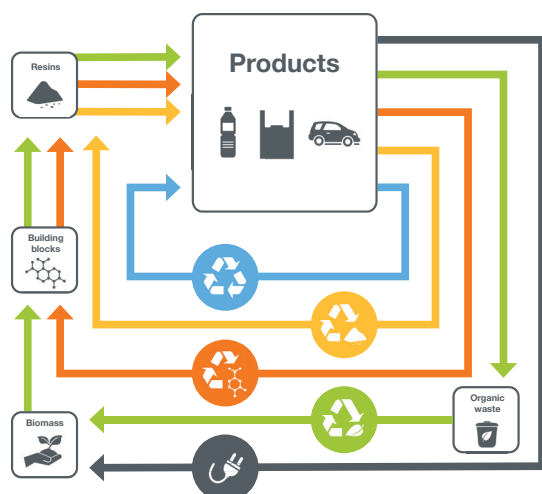 Products
Resins
Building
blocks
Organic
waste
Biomass